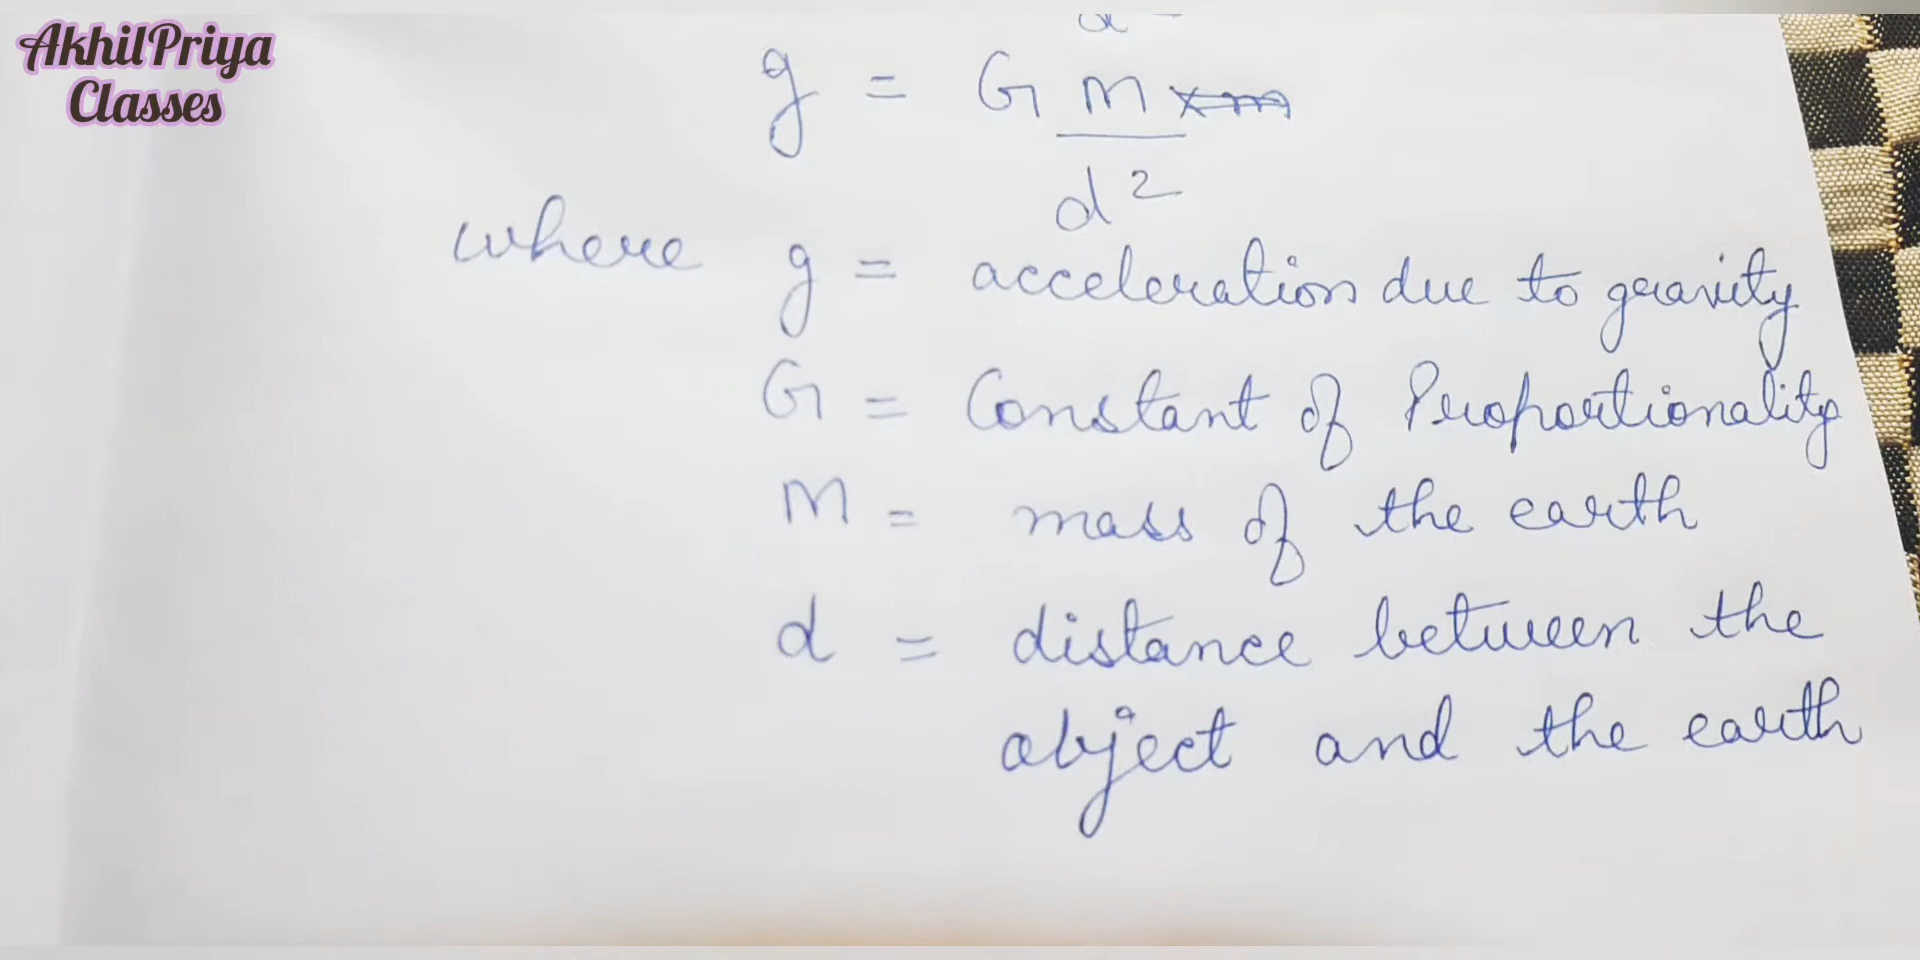 AkhilPriya
Classes
g = G M
d²
where g = acceleration due to gravity
G = Constant of Proportionality
M = mass of the earth
d = distance between the
object and the earth